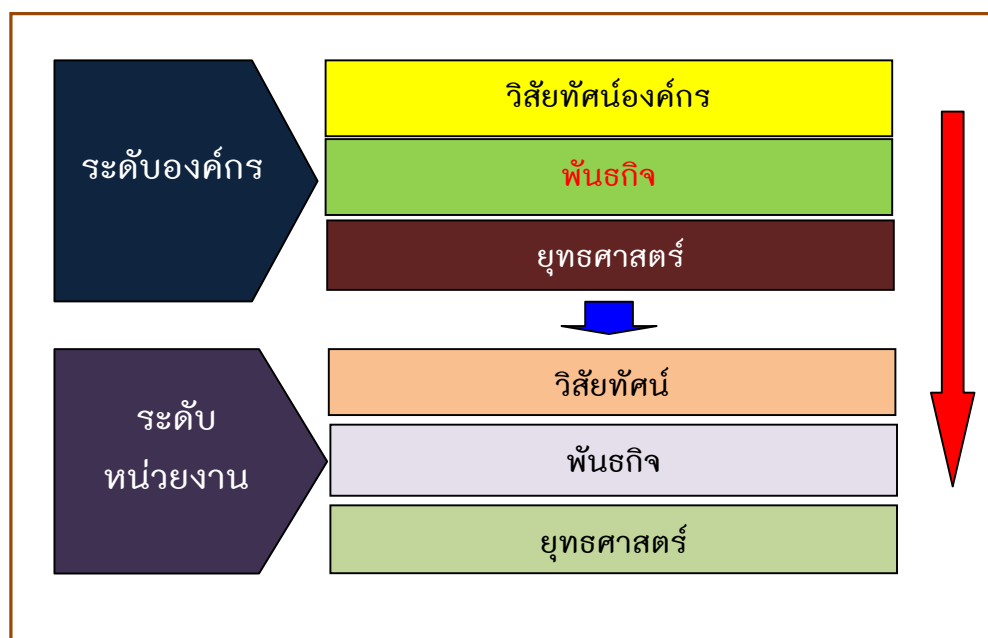 ระดับองค์กร
วิสัยทัศน์องค์กร
พันธกิจ
ยุทธศาสตร์
ระดับ
หน่วยงาน
วิสัยทัศน์
พันธกิจ
ยุทธศาสตร์